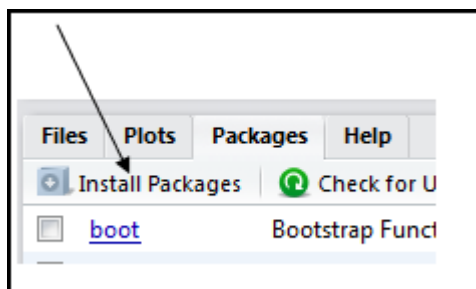 Files Plots Packages Help
Install Packages Check for U
boot Bootstrap Funct